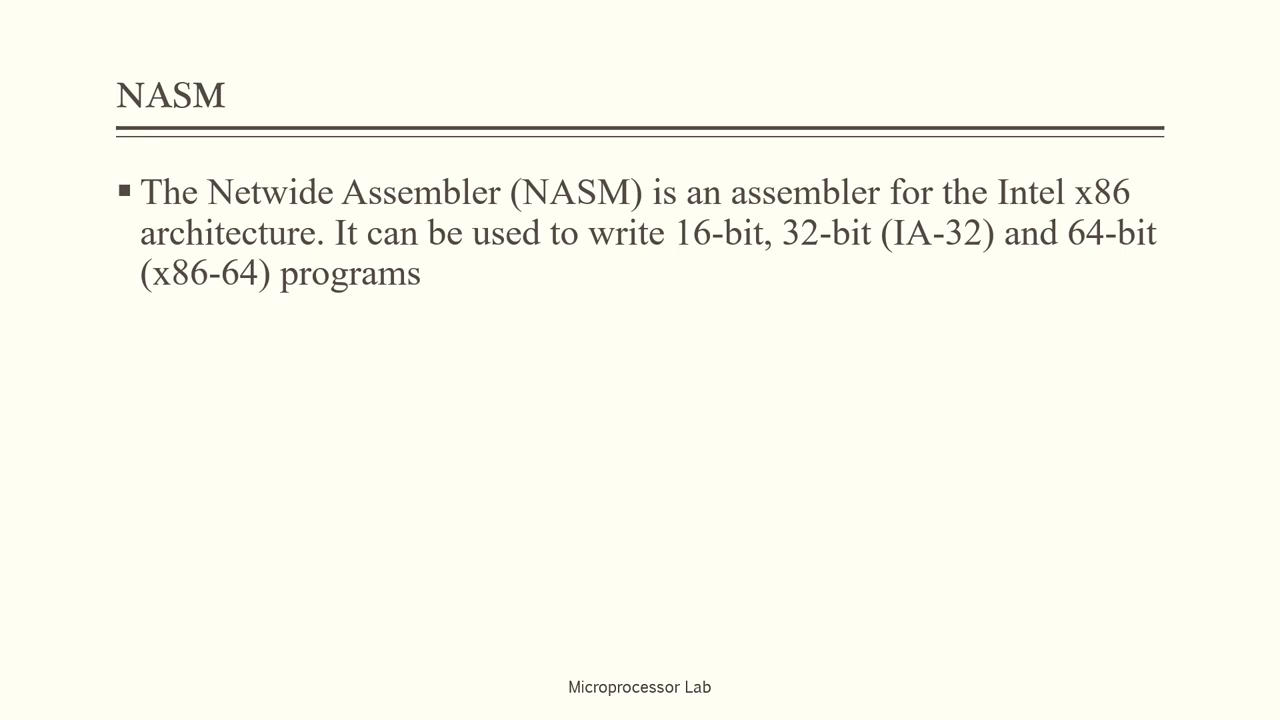 NASM
▪ The Netwide Assembler (NASM) is an assembler for the Intel x86
architecture. It can be used to write 16-bit, 32-bit (IA-32) and 64-bit
(x86-64) programs
Microprocessor Lab